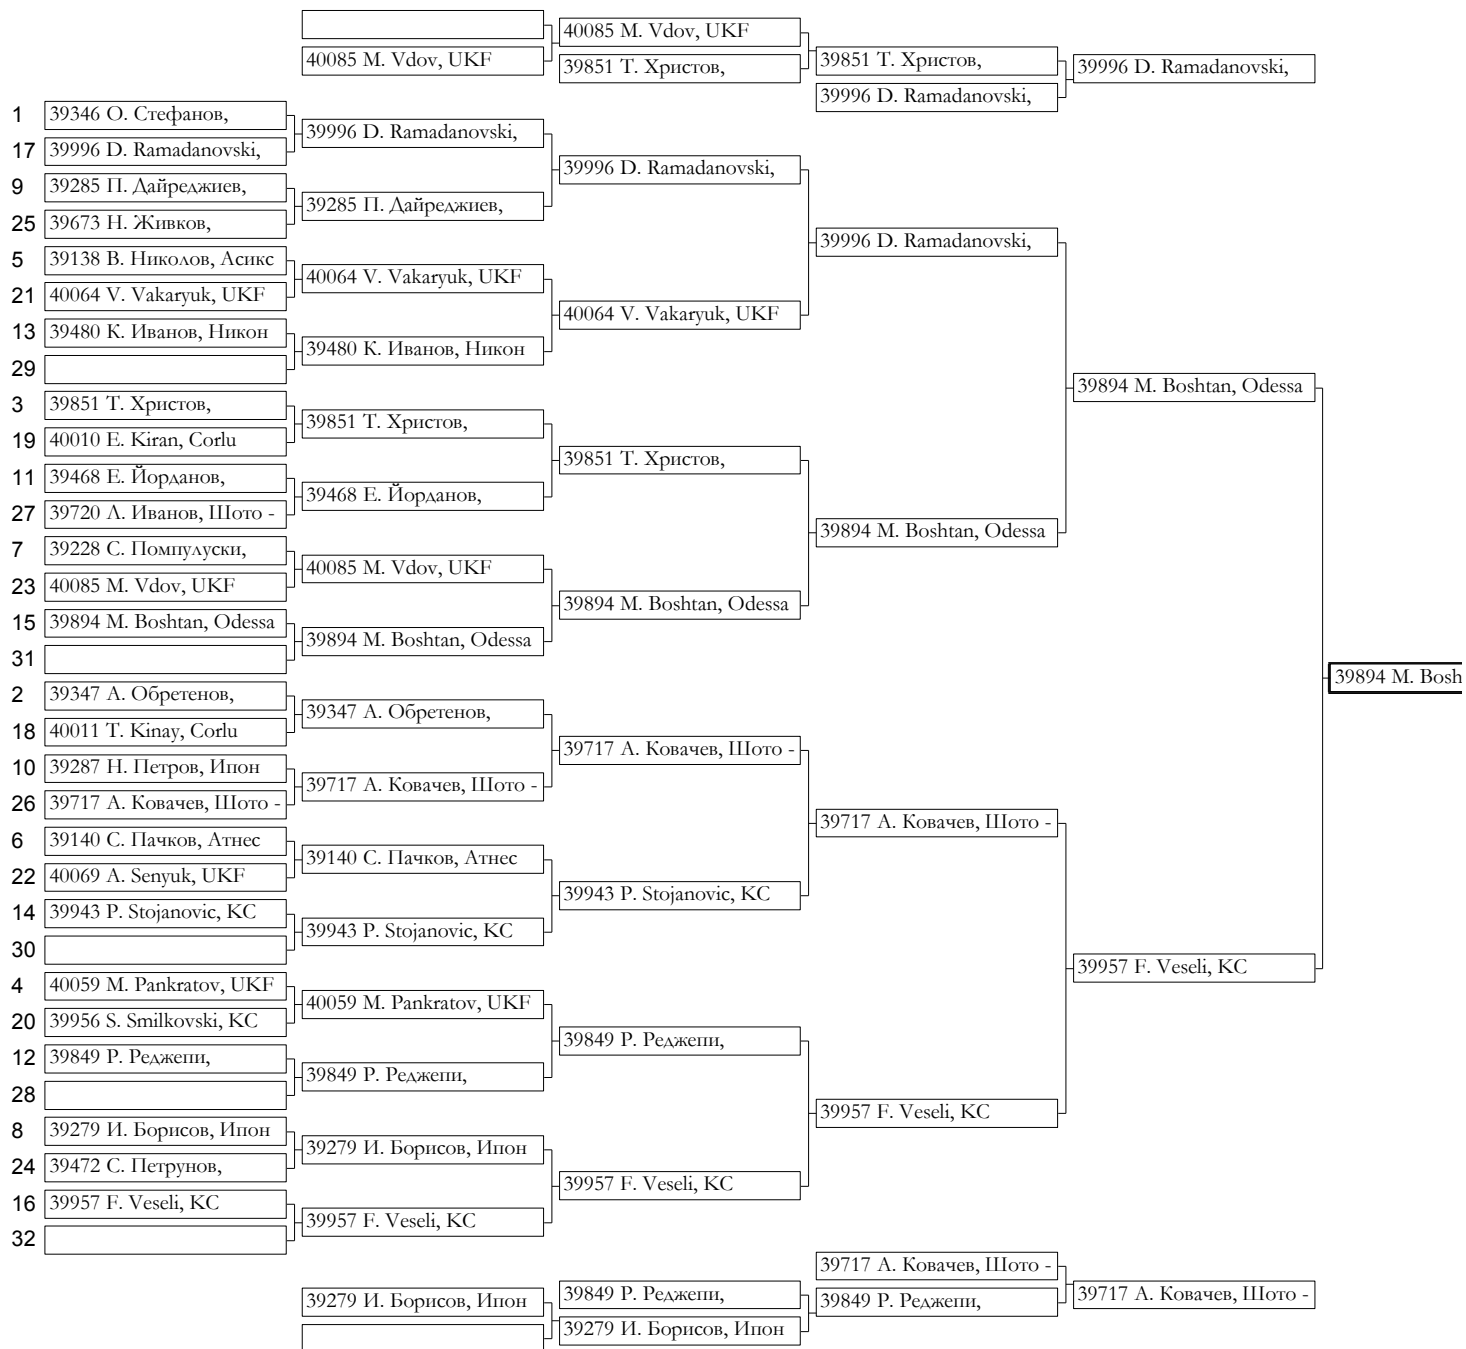 40085 M. Vdov, UKF
40085 M. Vdov, UKF
39851 Т. Христов,
39851 Т. Христов,
39996 D. Ramadanovski,
39996 D. Ramadanovski,
1 39346 О. Стефанов,
17 39996 D. Ramadanovski,
9 39285 П. Дайреджиев,
25 39673 Н. Живков,
5 39138 В. Николов, Асикс
21 40064 V. Vakaryuk, UKF
13 39480 К. Иванов, Никон
29
3 39851 Т. Христов,
19 40010 E. Kiran, Corlu
11 39468 Е. Йорданов,
27 39720 Л. Иванов, Шото -
7 39228 С. Помпулуски,
23 40085 M. Vdov, UKF
15 39894 M. Boshtan, Odessa
31
2 39347 А. Обретенов,
18 40011 T. Kinay, Corlu
10 39287 Н. Петров, Ипон
26 39717 А. Ковачев, Шото -
6 39140 С. Пачков, Атнес
22 40069 A. Senyuk, UKF
14 39943 P. Stojanovic, KC
30
4 40059 M. Pankratov, UKF
20 39956 S. Smilkovski, KC
12 39849 Р. Реджепи,
28
8 39279 И. Борисов, Ипон
24 39472 С. Петрунов,
16 39957 F. Veseli, KC
32
39996 D. Ramadanovski,
39285 П. Дайреджиев,
40064 V. Vakaryuk, UKF
39480 К. Иванов, Никон
39851 Т. Христов,
39468 Е. Йорданов,
40085 M. Vdov, UKF
39894 M. Boshtan, Odessa
39347 А. Обретенов,
39717 А. Ковачев, Шото -
39140 С. Пачков, Атнес
39943 P. Stojanovic, KC
40059 M. Pankratov, UKF
39849 Р. Реджепи,
39279 И. Борисов, Ипон
39957 F. Veseli, KC
39996 D. Ramadanovski,
40064 V. Vakaryuk, UKF
39851 Т. Христов,
39894 M. Boshtan, Odessa
39717 А. Ковачев, Шото -
39943 P. Stojanovic, KC
39849 Р. Реджепи,
39957 F. Veseli, KC
39996 D. Ramadanovski,
39894 M. Boshtan, Odessa
39717 А. Ковачев, Шото -
39957 F. Veseli, KC
39894 M. Boshtan, Odessa
39957 F. Veseli, KC
39894 M. Bosh
39279 И. Борисов, Ипон
39849 Р. Реджепи,
39279 И. Борисов, Ипон
39717 А. Ковачев, Шото -
39849 Р. Реджепи,
39717 А. Ковачев, Шото -